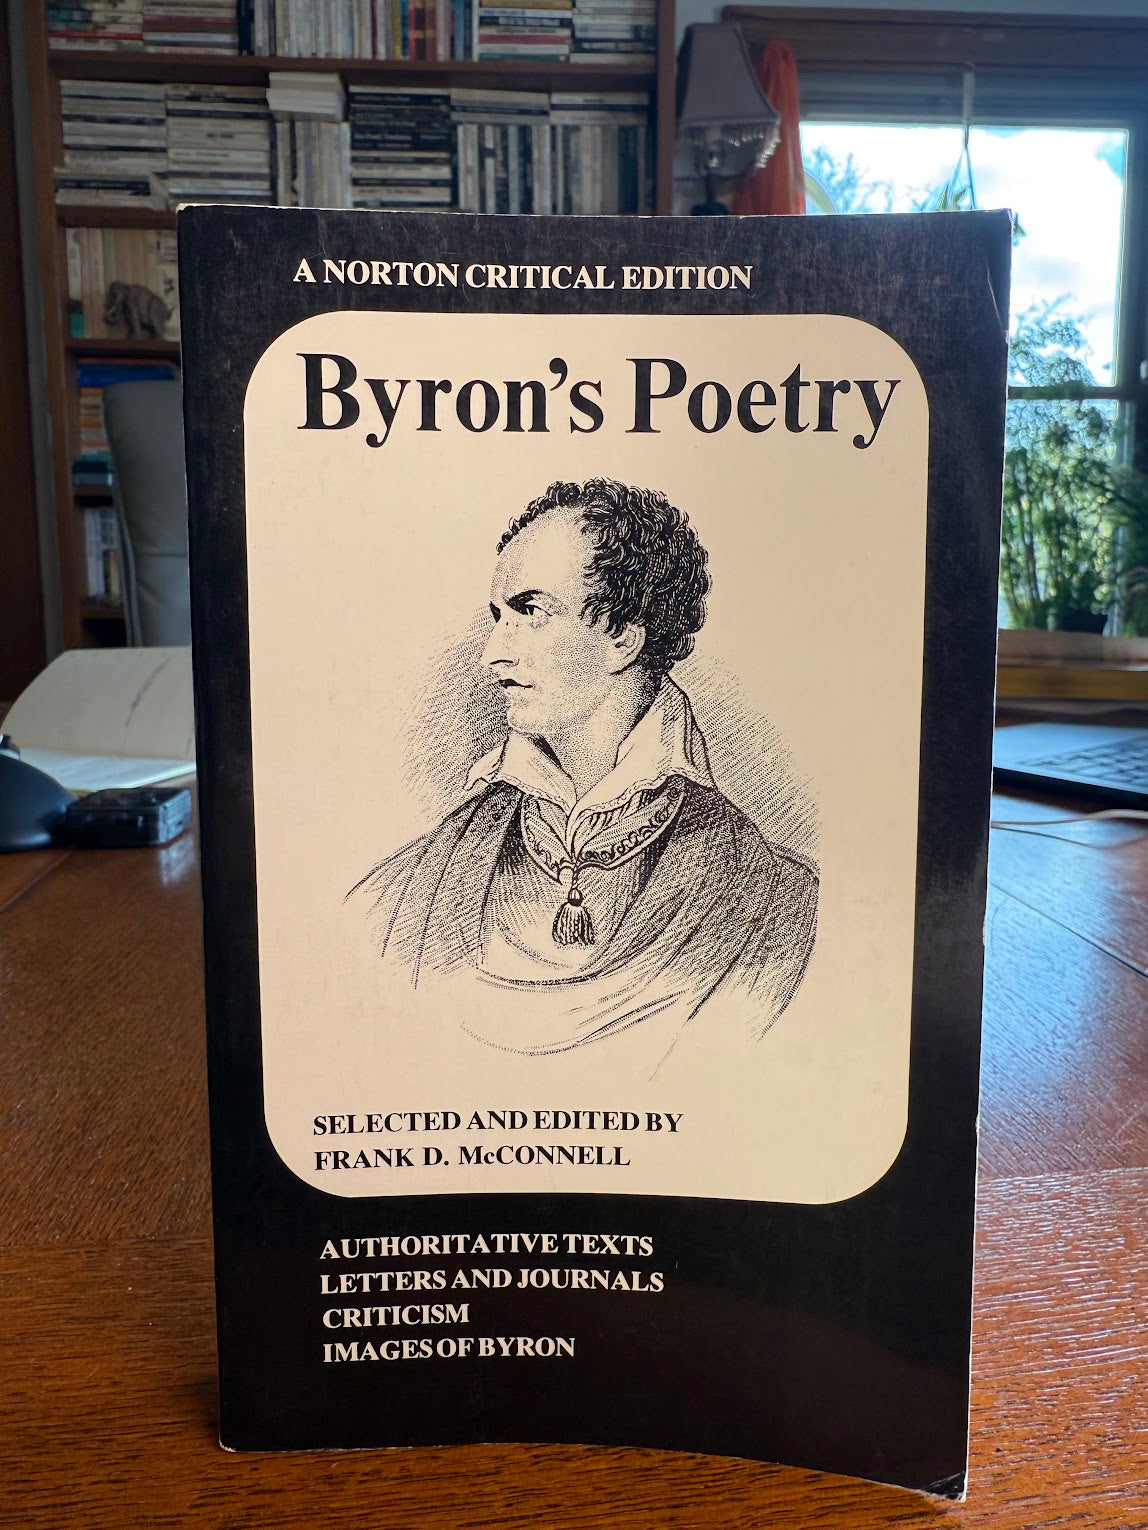 A NORTON CRITICAL EDITION
Byron's Poetry
SELECTED AND EDITED BY
FRANK D. McCONNELL
AUTHORITATIVE TEXTS
LETTERS AND JOURNALS
CRITICISM
IMAGES OF BYRON